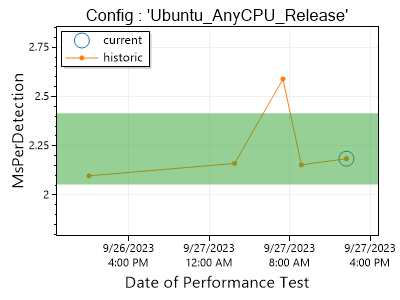 Config : 'Ubuntu_AnyCPU_Release'
current
historic
MsPerDetection
2.75
2.5
2.25
2
9/26/2023
4:00 PM
9/27/2023
12:00 AM
9/27/2023
8:00 AM
9/27/2023
4:00 PM
Date of Performance Test